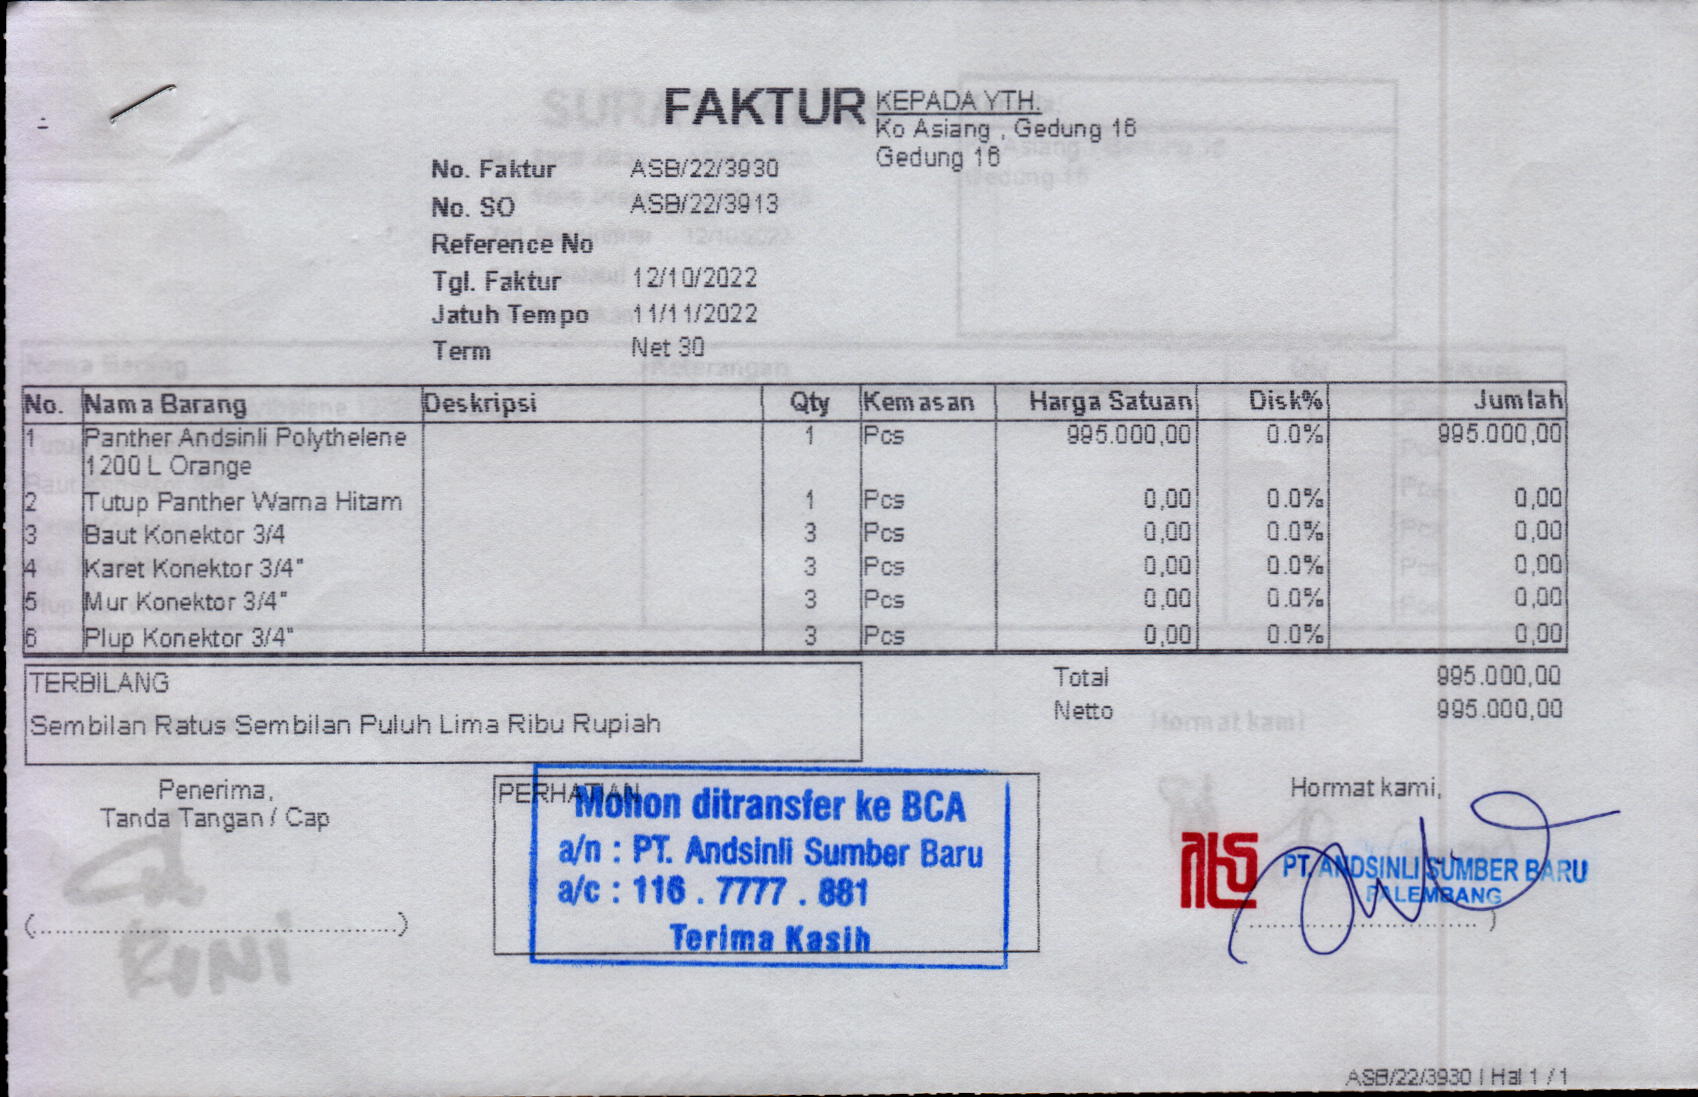 FAKTUR
KEPADA YTH.
Ko Asiang , Gedung 16
Gedung 16
No. Faktur ASB/22/3930
No. SO ASB/22/3913
Reference No
Tgl. Faktur 12/10/2022
Jatuh Tempo 11/11/2022
Term Net 30
No. Nama Barang Deskripsi Qty Kemasan Harga Satuan Disk% Jumlah
1 Panther Andsinli Polythelene 1 Pcs 995.000,00 0.0% 995.000,00
1200 L Orange
2 Tutup Panther Warna Hitam 1 Pcs 0,00 0.0% 0,00
3 Baut Konektor 3/4 3 Pcs 0,00 0.0% 0,00
4 Karet Konektor 3/4" 3 Pcs 0,00 0.0% 0,00
5 Mur Konektor 3/4" 3 Pcs 0,00 0.0% 0,00
6 Plup Konektor 3/4" 3 Pcs 0,00 0.0% 0,00
TERBILANG
Sembilan Ratus Sembilan Puluh Lima Ribu Rupiah
Total 995.000,00
Netto 995.000,00
Penerima,
Tanda Tangan / Cap
(..........................................)
RINI
PERHATIAN
Mohon ditransfer ke BCA
a/n : PT. Andsinli Sumber Baru
a/c : 116 . 7777 . 881
Terima Kasih
Hormat kami,
PT. ANDSINLI SUMBER BARU
PALEMBANG
(..............................)
ASB/22/3930 | Hal 1 / 1